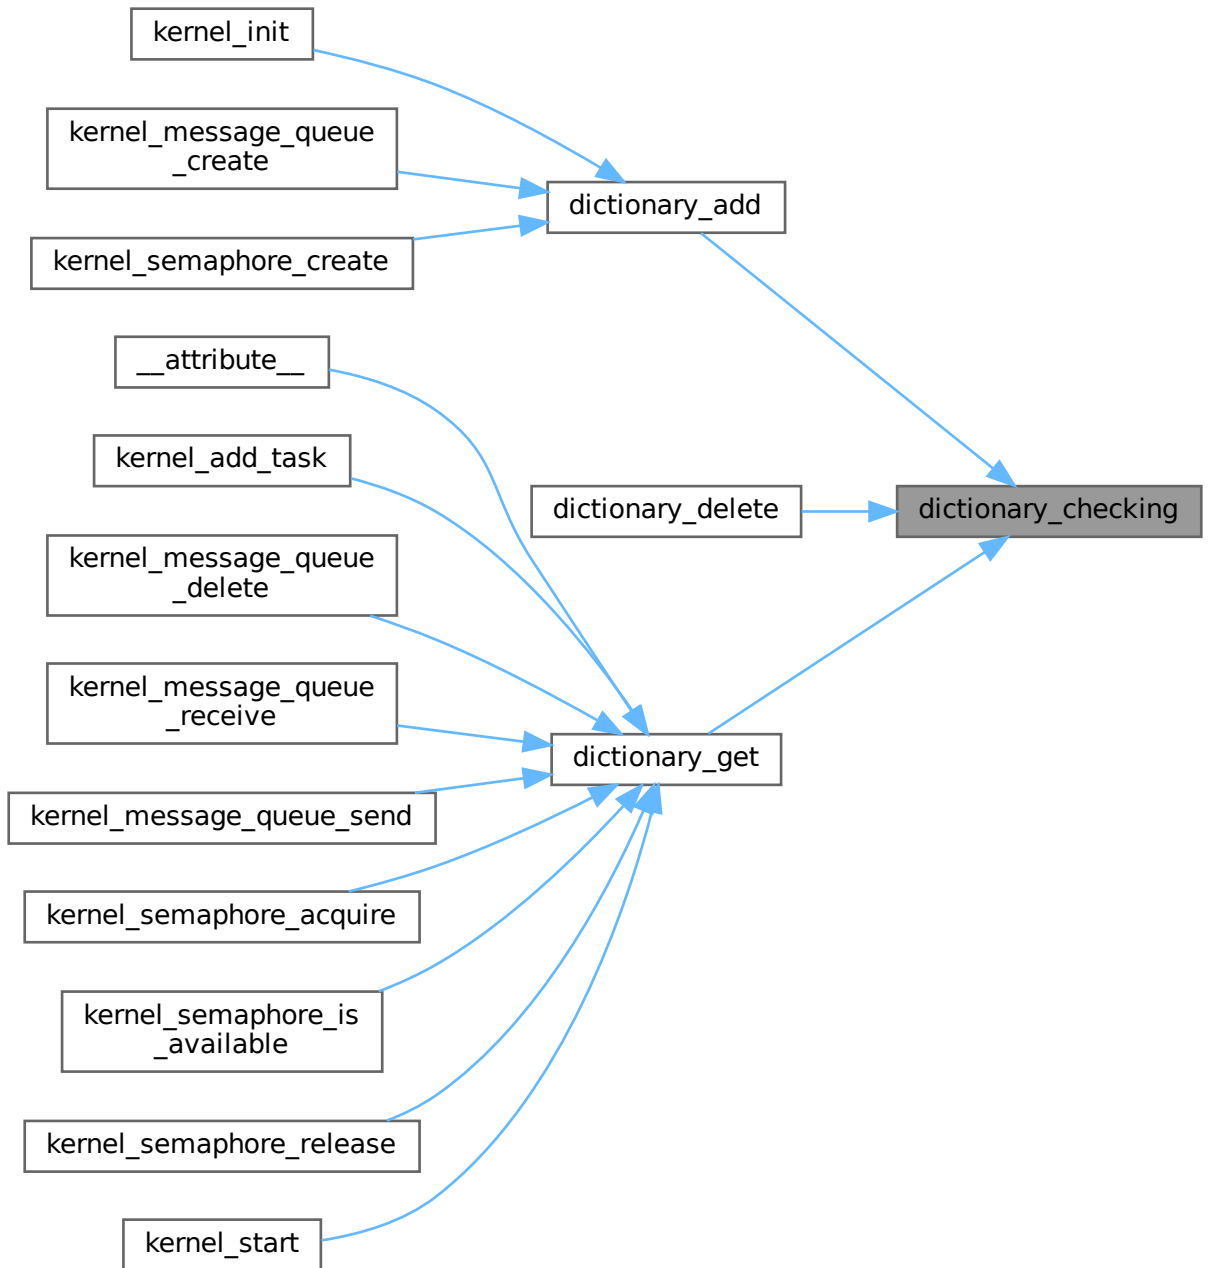 kernel_init
kernel_message_queue
_create
dictionary_add
kernel_semaphore_create
__attribute__
kernel_add_task
dictionary_delete
dictionary_checking
kernel_message_queue
_delete
kernel_message_queue
_receive
dictionary_get
kernel_message_queue_send
kernel_semaphore_acquire
kernel_semaphore_is
_available
kernel_semaphore_release
kernel_start